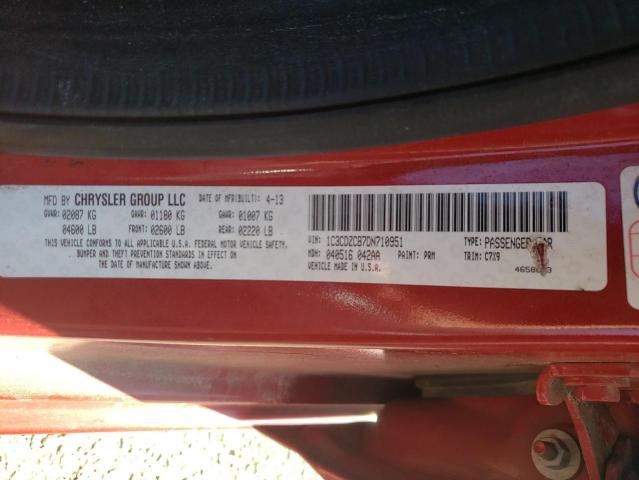 MFD BY CHRYSLER GROUP LLC DATE OF MFR(BUILT): 4-13
GVWR: 02087 KG GAWR: 01180 KG GAWR: 01007 KG
04600 LB FRONT: 02600 LB REAR: 02220 LB
THIS VEHICLE CONFORMS TO ALL APPLICABLE U.S.A. FEDERAL MOTOR VEHICLE SAFETY,
BUMPER AND THEFT PREVENTION STANDARDS IN EFFECT ON
THE DATE OF MANUFACTURE SHOWN ABOVE.
VIN: 1C3CDZCB7DN710951 TYPE: PASSENGER
MDH: 040516 042AA PAINT: PRM TRIM: C7X9
VEHICLE MADE IN U.S.A.